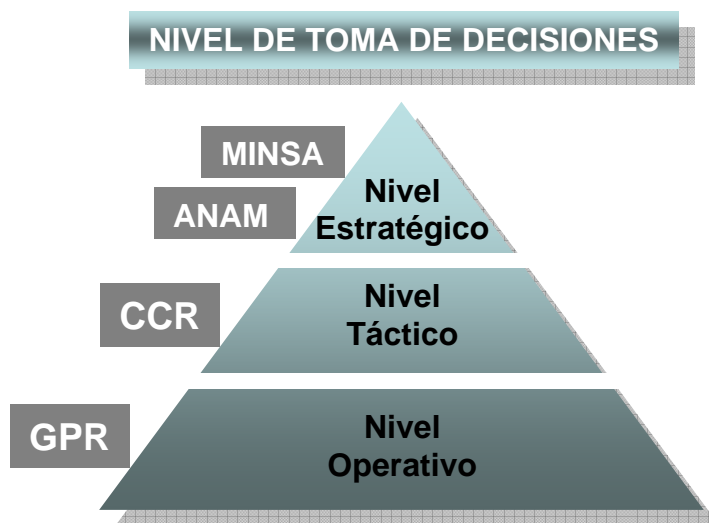 NIVEL DE TOMA DE DECISIONES
MINSA
ANAM
Nivel
Estratégico
CCR
Nivel
Táctico
GPR
Nivel
Operativo